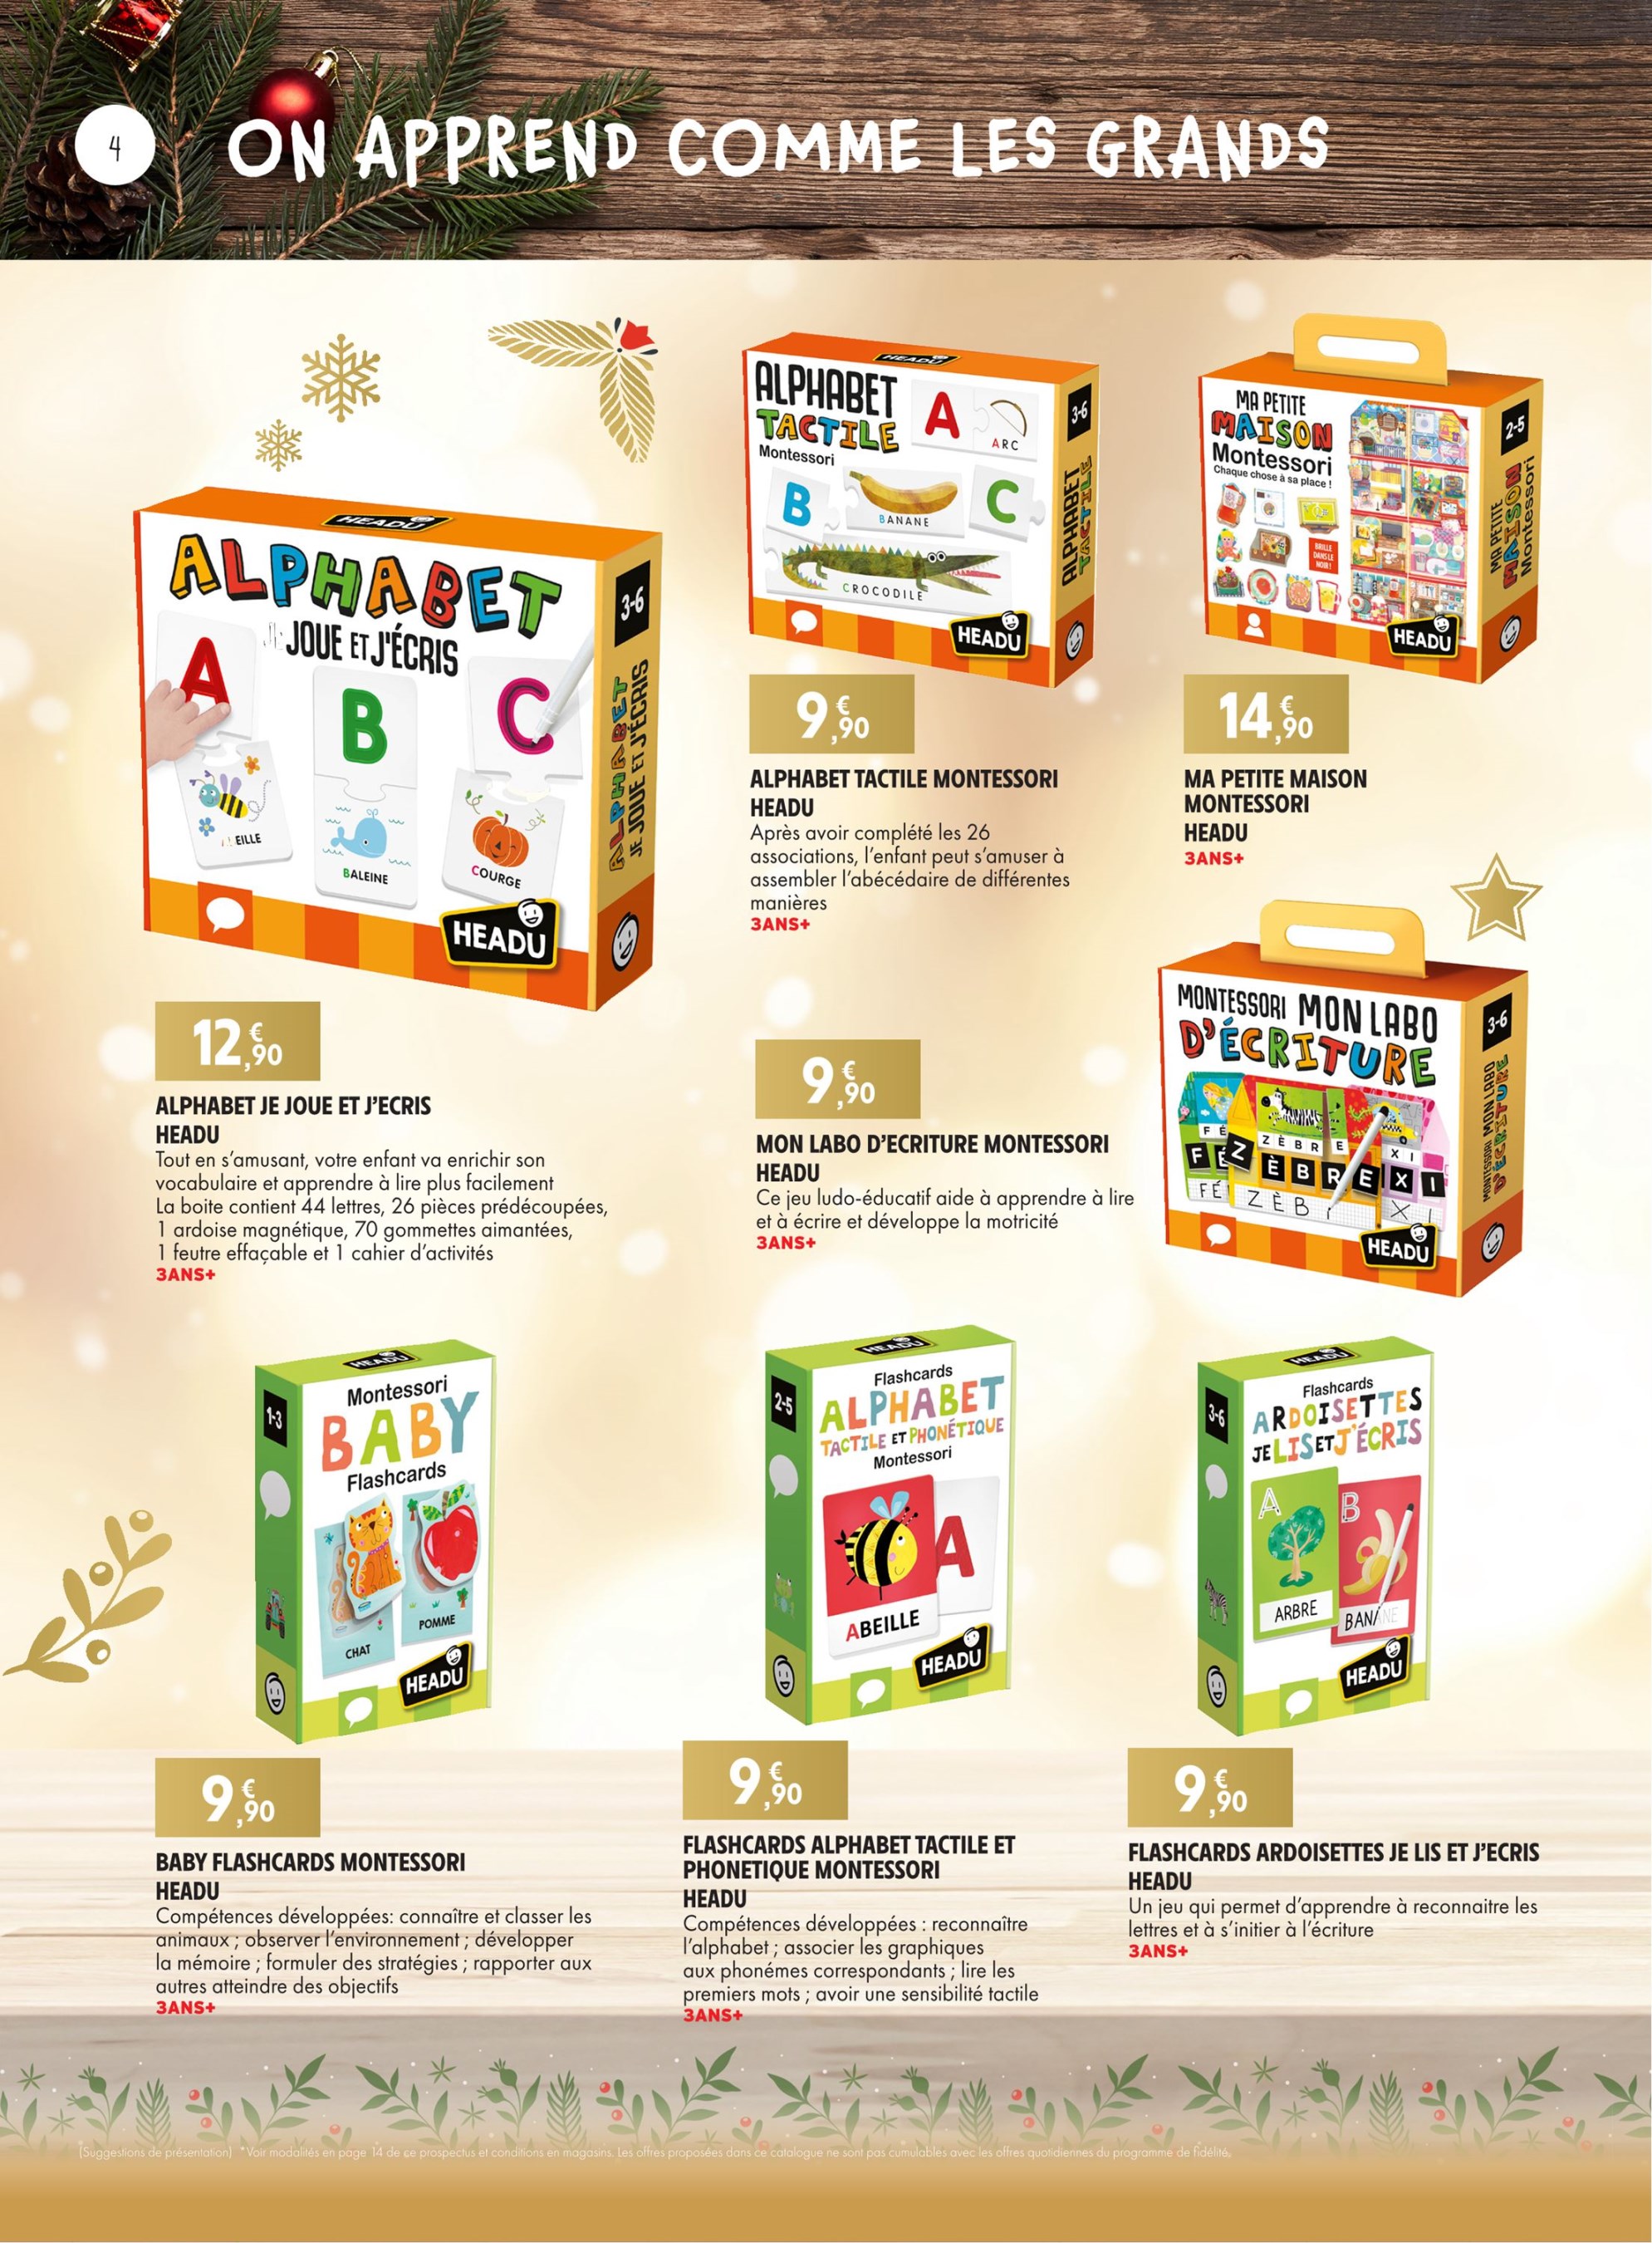 4
ON APPREND COMME LES GRANDS
HEADU
ALPHABET
JE JOUE ET J'ÉCRIS
3-6
A
B
C
EILLE
BALEINE
COURGE
HEADU
ALPHABET
JE JOUE ET J'ÉCRIS
12,€90
ALPHABET JE JOUE ET J'ECRIS
HEADU
Tout en s'amusant, votre enfant va enrichir son
vocabulaire et apprendre à lire plus facilement
La boite contient 44 lettres, 26 pièces prédécoupées,
1 ardoise magnétique, 70 gommettes aimantées,
1 feutre effaçable et 1 cahier d'activités
3ANS+
HEADU
ALPHABET
TACTILE
Montessori
A
ARC
B
BANANE
C
CROCODILE
3-6
ALPHABET
TACTILE
HEADU
9,€90
ALPHABET TACTILE MONTESSORI
HEADU
Après avoir complété les 26
associations, l'enfant peut s'amuser à
assembler l'abécédaire de différentes
manières
3ANS+
MA PETITE
MAISON
Montessori
Chaque chose à sa place !
BRILLE
DANS LE
NOIR !
2-5
MA PETITE
MAISON
Montessori
HEADU
14,€90
MA PETITE MAISON
MONTESSORI
HEADU
3ANS+
9,€90
MON LABO D'ECRITURE MONTESSORI
HEADU
Ce jeu ludo-éducatif aide à apprendre à lire
et à écrire et développe la motricité
3ANS+
MONTESSORI MON LABO
D'ÉCRITURE
3-6
FÉ
ZÈBRE
XI
FÉ
ZÈBRE
XI
FÉ
ZÈB
XI
MONTESSORI MON LABO
D'ÉCRITURE
HEADU
HEADU
1-3
Montessori
BABY
Flashcards
CHAT
POMME
HEADU
9,€90
BABY FLASHCARDS MONTESSORI
HEADU
Compétences développées: connaître et classer les
animaux ; observer l'environnement ; développer
la mémoire ; formuler des stratégies ; rapporter aux
autres atteindre des objectifs
3ANS+
HEADU
2-5
Flashcards
ALPHABET
TACTILE ET PHONÉTIQUE
Montessori
A
ABEILLE
HEADU
9,€90
FLASHCARDS ALPHABET TACTILE ET
PHONETIQUE MONTESSORI
HEADU
Compétences développées : reconnaître
l'alphabet ; associer les graphiques
aux phonémes correspondants ; lire les
premiers mots ; avoir une sensibilité tactile
3ANS+
HEADU
3-6
Flashcards
ARDOISETTES
JE LIS ET J'ÉCRIS
A
B
ARBRE
BANANE
HEADU
9,€90
FLASHCARDS ARDOISETTES JE LIS ET J'ECRIS
HEADU
Un jeu qui permet d'apprendre à reconnaitre les
lettres et à s'initier à l'écriture
3ANS+
(Suggestions de présentation) *Voir modalités en page 14 de ce prospectus et conditions en magasins. Les offres proposées dans ce catalogue ne sont pas cumulables avec les offres quotidiennes du programme de fidélité.